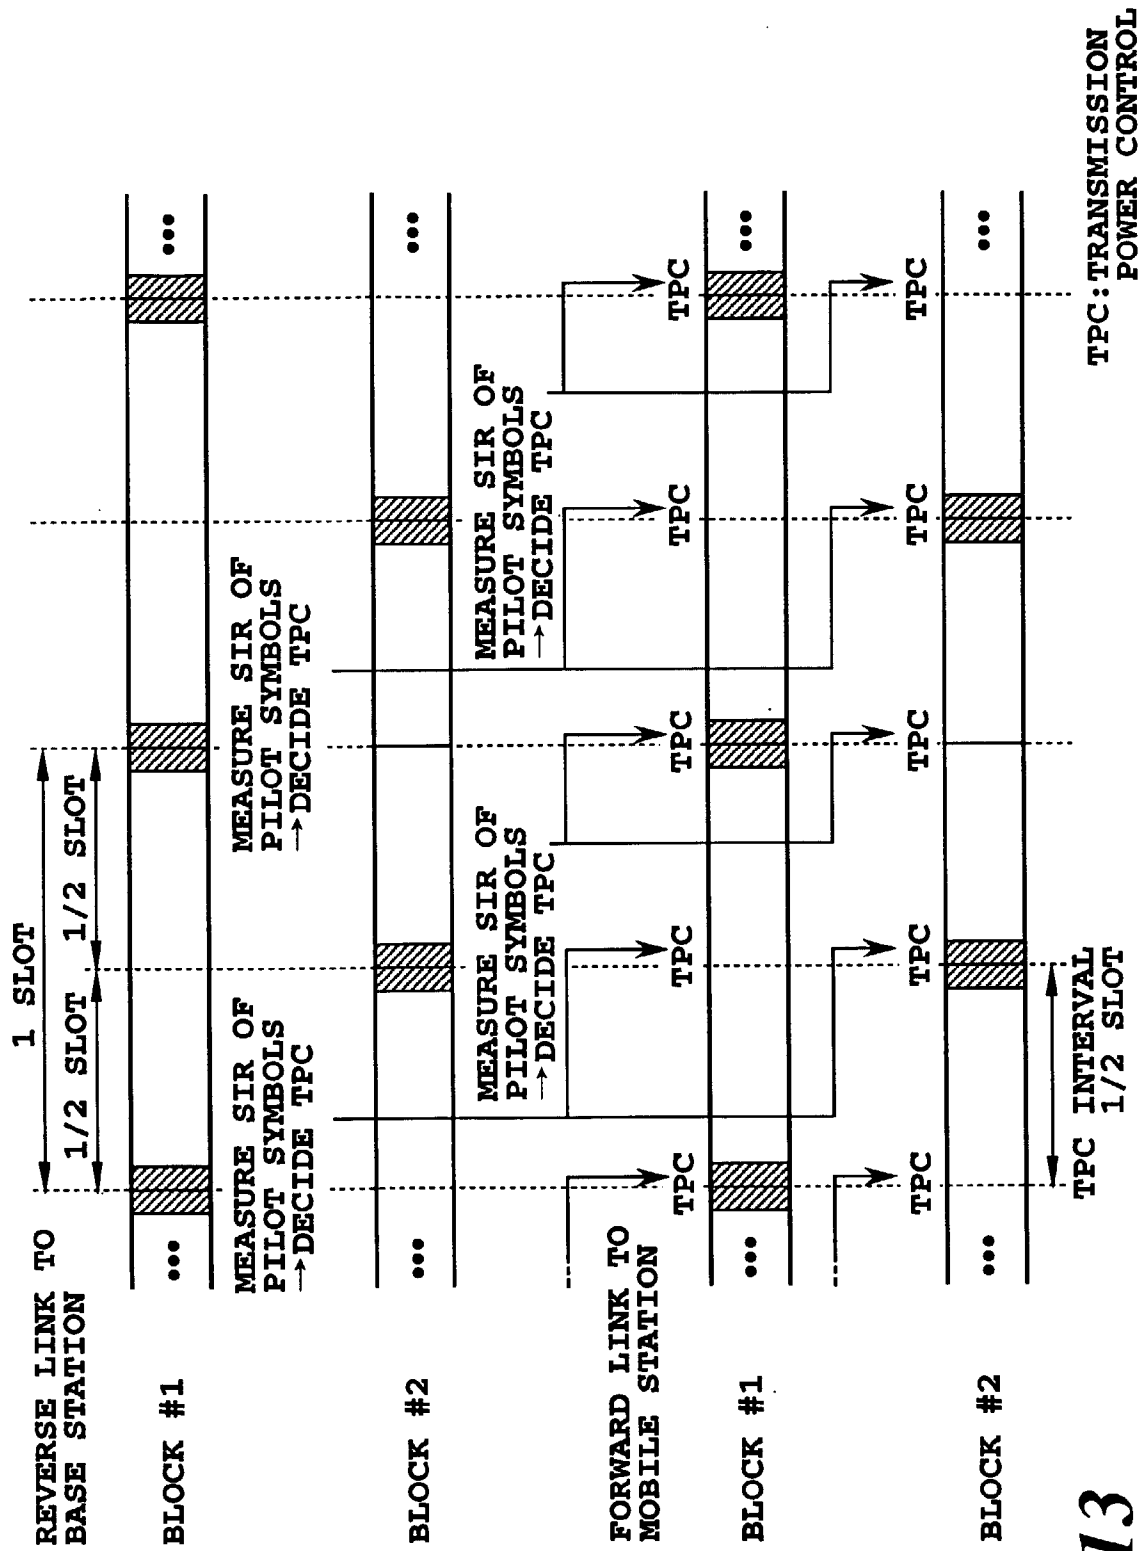 REVERSE LINK TO
BASE STATION
1 SLOT
1/2 SLOT
1/2 SLOT
BLOCK #1
•••
•••
MEASURE SIR OF
PILOT SYMBOLS
→DECIDE TPC
MEASURE SIR OF
PILOT SYMBOLS
→DECIDE TPC
BLOCK #2
•••
•••
MEASURE SIR OF
PILOT SYMBOLS
→DECIDE TPC
MEASURE SIR OF
PILOT SYMBOLS
→DECIDE TPC
FORWARD LINK TO
MOBILE STATION
TPC
TPC
TPC
TPC
TPC
BLOCK #1
•••
•••
TPC
TPC
TPC
TPC
TPC
BLOCK #2
•••
•••
TPC INTERVAL
1/2 SLOT
TPC:TRANSMISSION
POWER CONTROL
13